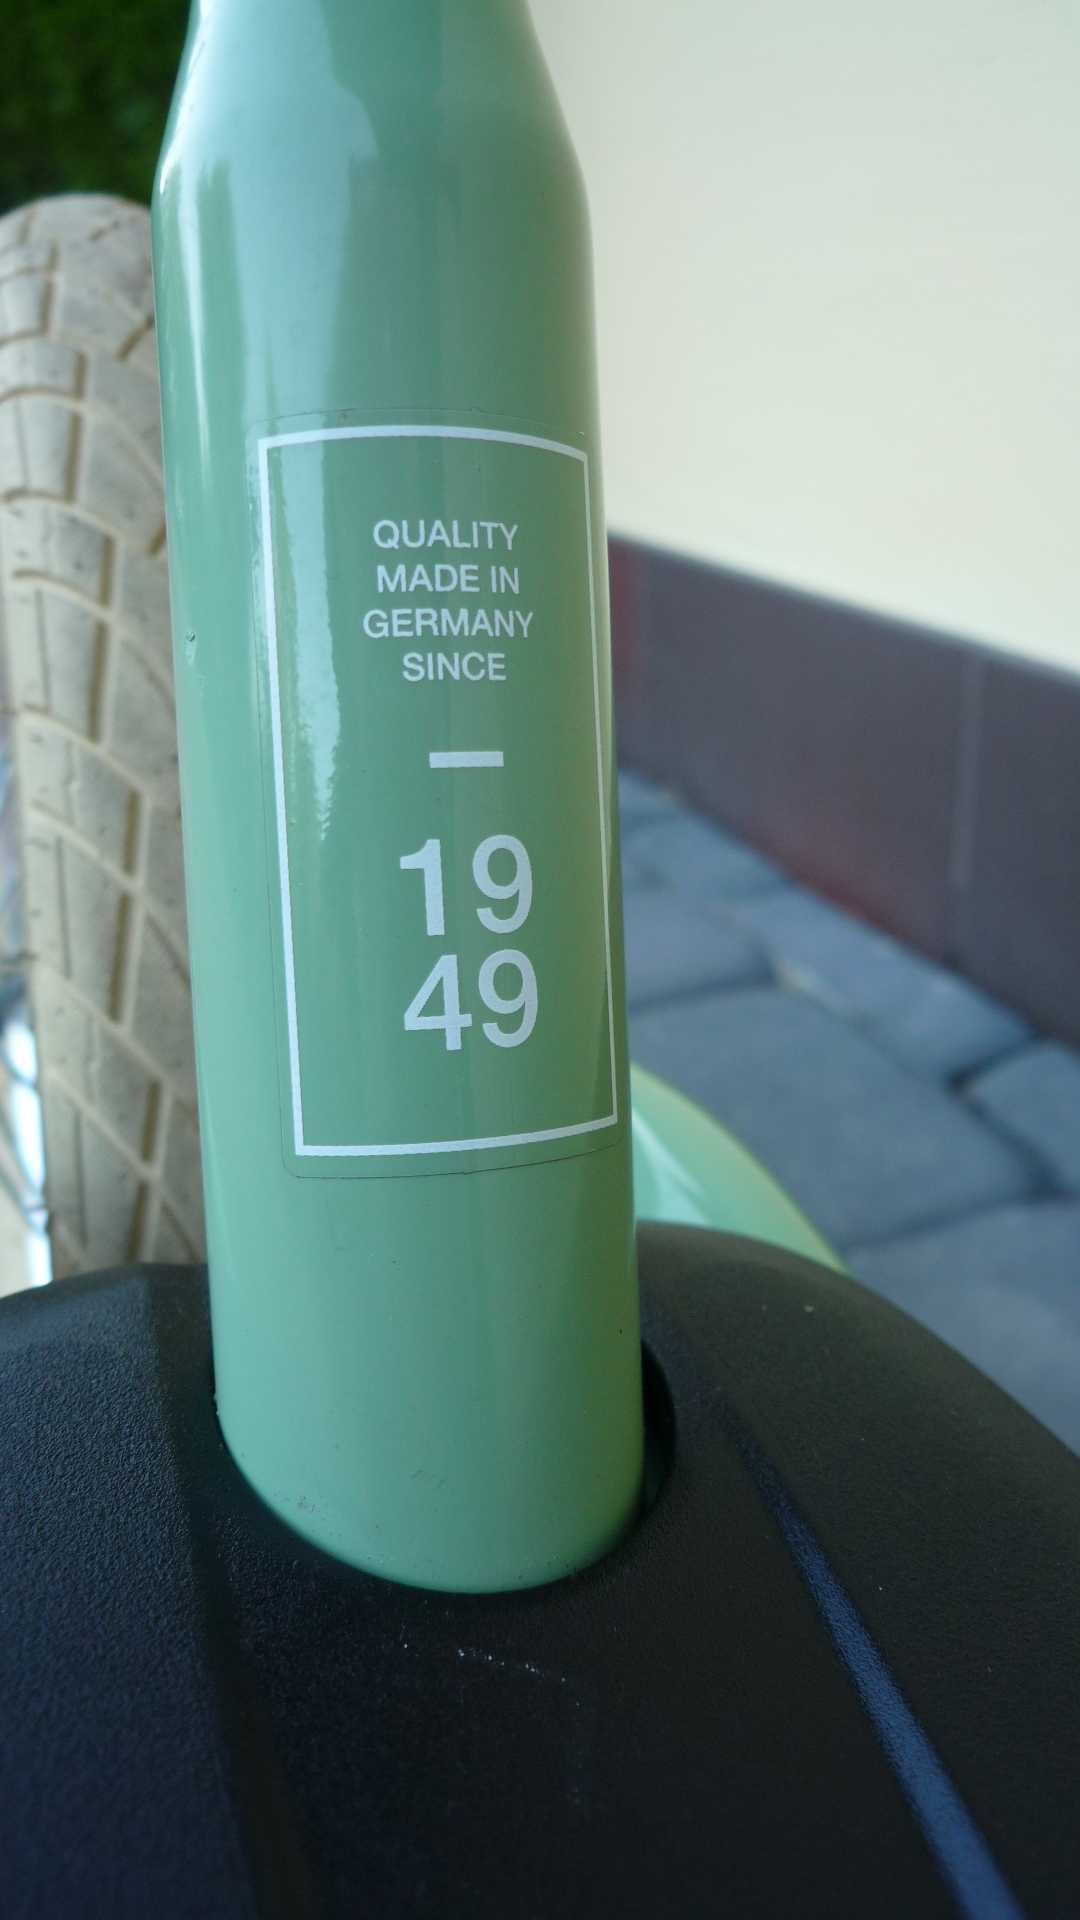 QUALITY
MADE IN
GERMANY
SINCE
—
19
49